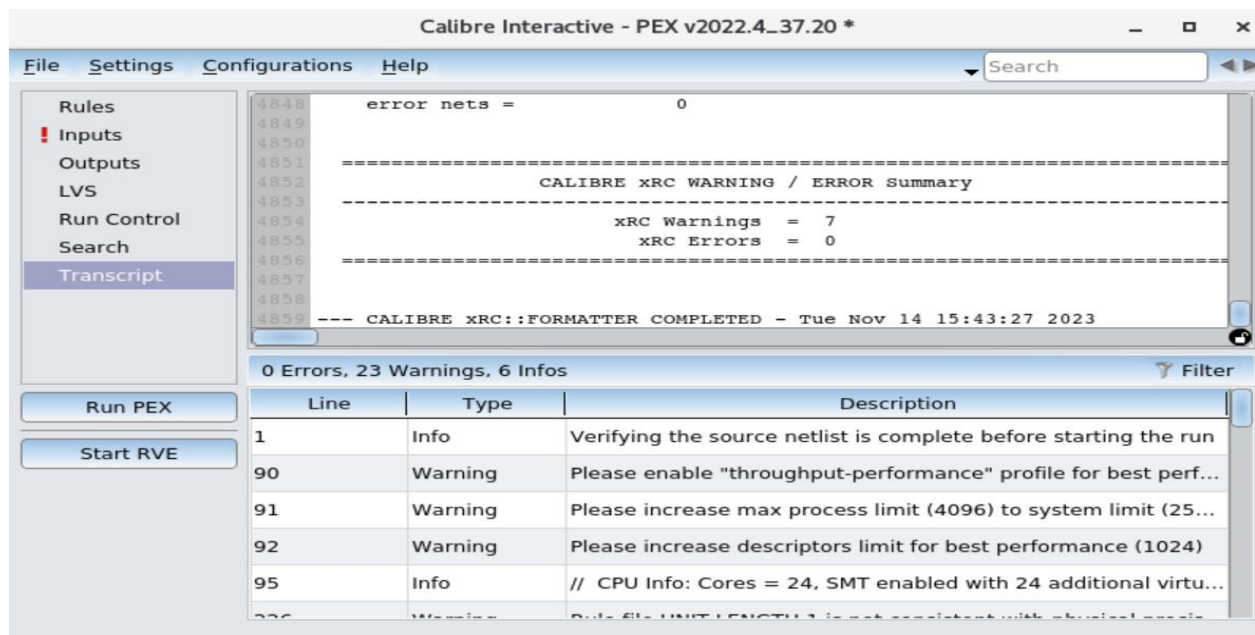 Calibre Interactive - PEX v2022.4_37.20 *
File Settings Configurations Help Search
Rules
! Inputs
Outputs
LVS
Run Control
Search
Transcript
Run PEX
Start RVE
4848 error nets = 0
4849
4850
4851 ================================================================================
4852 CALIBRE xRC WARNING / ERROR Summary
4853 --------------------------------------------------------------------------------
4854 xRC Warnings = 7
4855 xRC Errors = 0
4856 ================================================================================
4857
4858
4859 --- CALIBRE xRC::FORMATTER COMPLETED - Tue Nov 14 15:43:27 2023
0 Errors, 23 Warnings, 6 Infos Filter
Line Type Description
1 Info Verifying the source netlist is complete before starting the run
90 Warning Please enable "throughput-performance" profile for best perf...
91 Warning Please increase max process limit (4096) to system limit (25...
92 Warning Please increase descriptors limit for best performance (1024)
95 Info // CPU Info: Cores = 24, SMT enabled with 24 additional virtu...